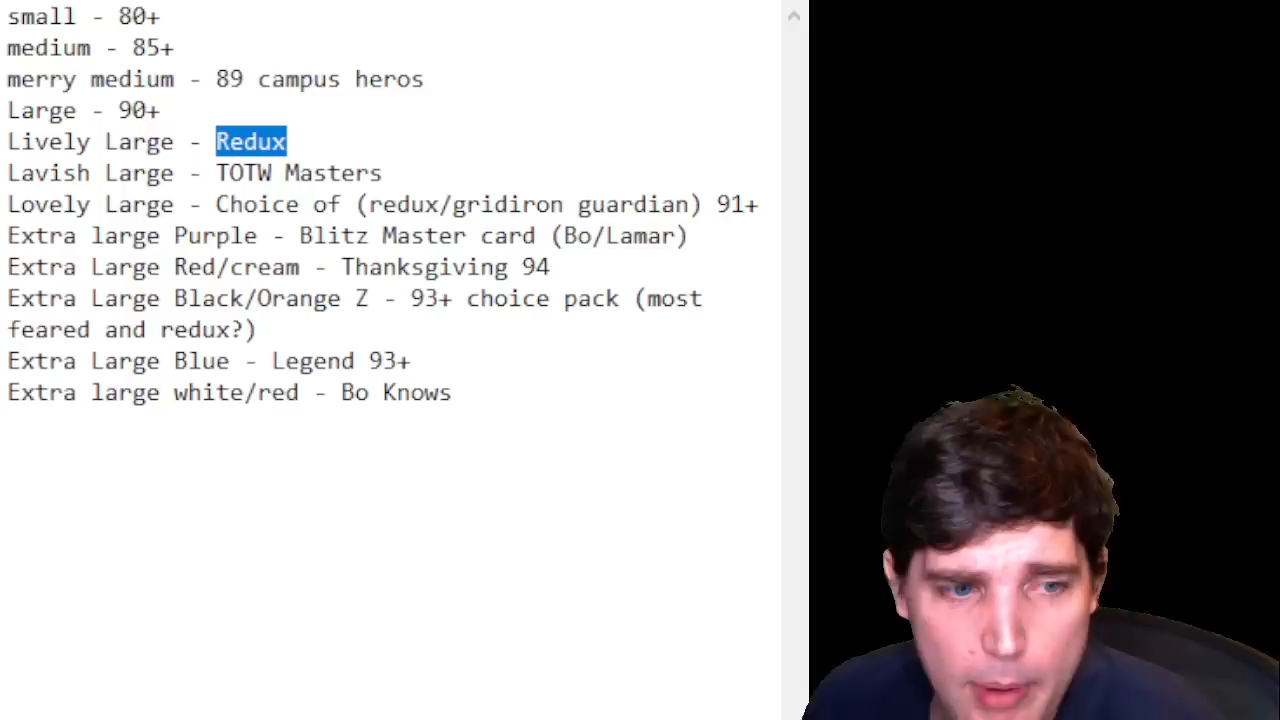 small - 80+
medium - 85+
merry medium - 89 campus heros
Large - 90+
Lively Large - Redux
Lavish Large - TOTW Masters
Lovely Large - Choice of (redux/gridiron guardian) 91+
Extra large Purple - Blitz Master card (Bo/Lamar)
Extra Large Red/cream - Thanksgiving 94
Extra Large Black/Orange Z - 93+ choice pack (most
feared and redux?)
Extra Large Blue - Legend 93+
Extra large white/red - Bo Knows